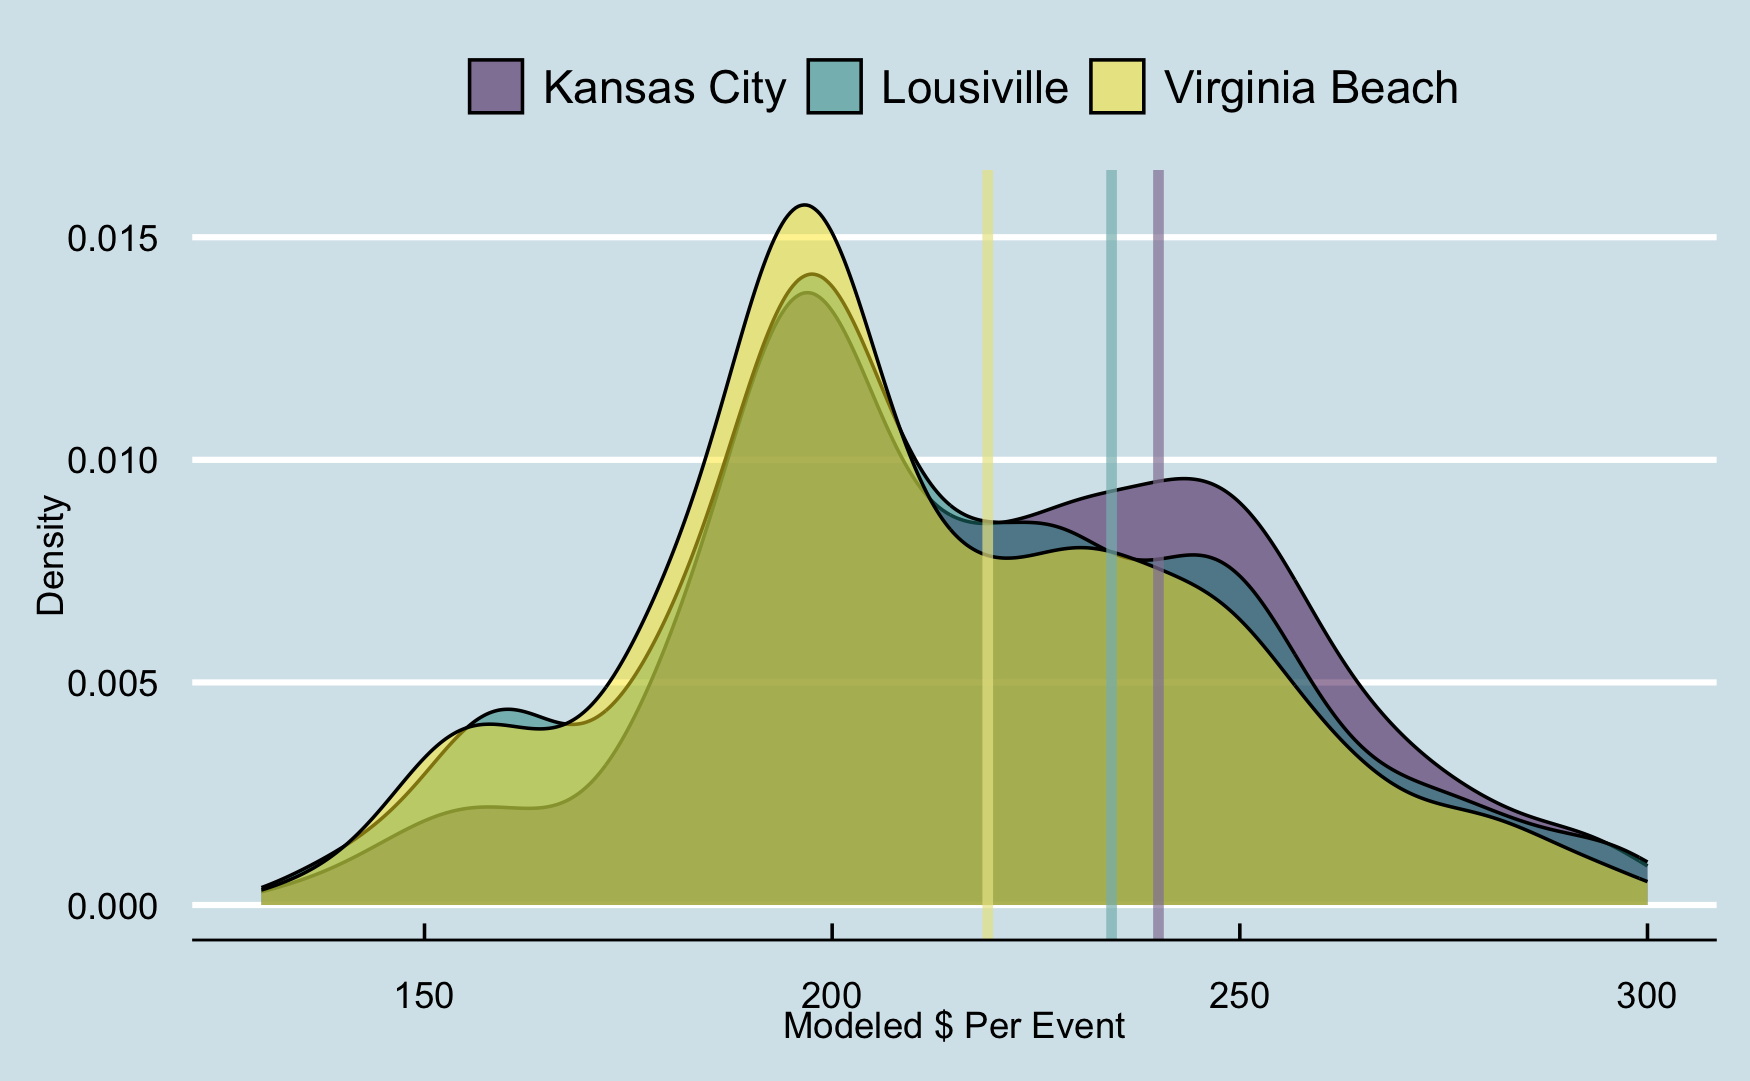 Kansas City Lousiville Virginia Beach
0.015
0.010
0.005
0.000
Density
150 200 250 300
Modeled $ Per Event